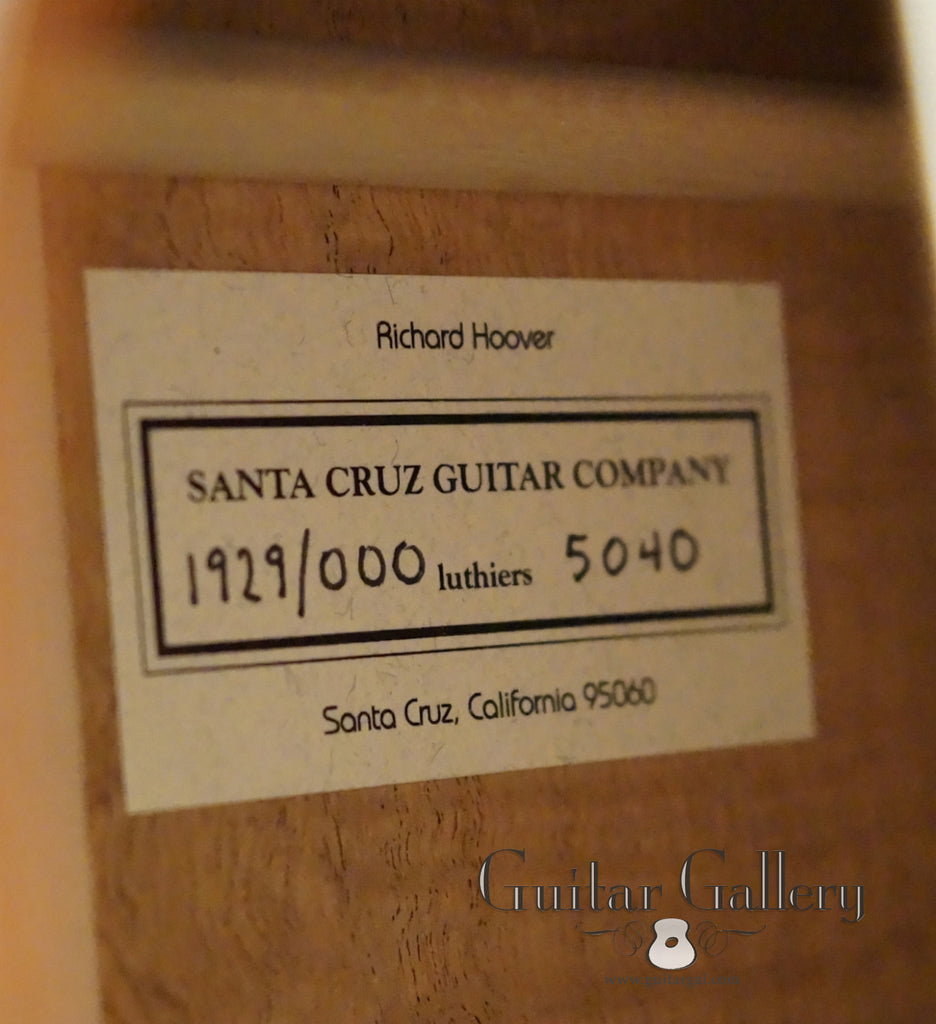 Richard Hoover
SANTA CRUZ GUITAR COMPANY
1929/000 luthiers 5040
Santa Cruz, California 95060
Guitar Gallery